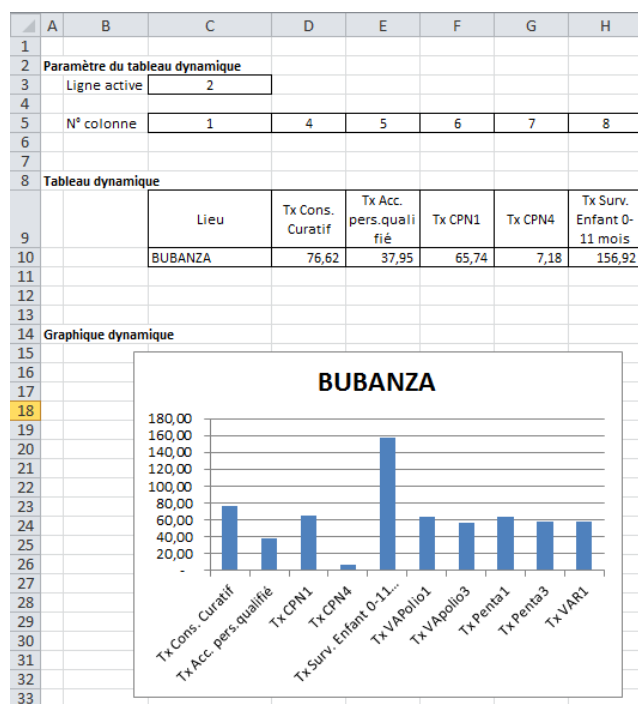 A B C D E F G H
1
2 Paramètre du tableau dynamique
3 Ligne active 2
4
5 N° colonne 1 4 5 6 7 8
6
7
8 Tableau dynamique
9 Lieu Tx Cons. Curatif Tx Acc. pers.quali fié Tx CPN1 Tx CPN4 Tx Surv. Enfant 0- 11 mois
10 BUBANZA 76,62 37,95 65,74 7,18 156,92
11
12
13
14 Graphique dynamique
15
16
17
18
19
20
21
22
23
24
25
26
27
28
29
30
31
32
33
BUBANZA
180,00
160,00
140,00
120,00
100,00
80,00
60,00
40,00
20,00
-
Tx Cons. Curatif
Tx Acc. pers.qualifié
Tx CPN1
Tx CPN4
Tx Surv. Enfant 0-11...
Tx VAPolio1
Tx VApolio3
Tx Penta1
Tx Penta3
Tx VAR1